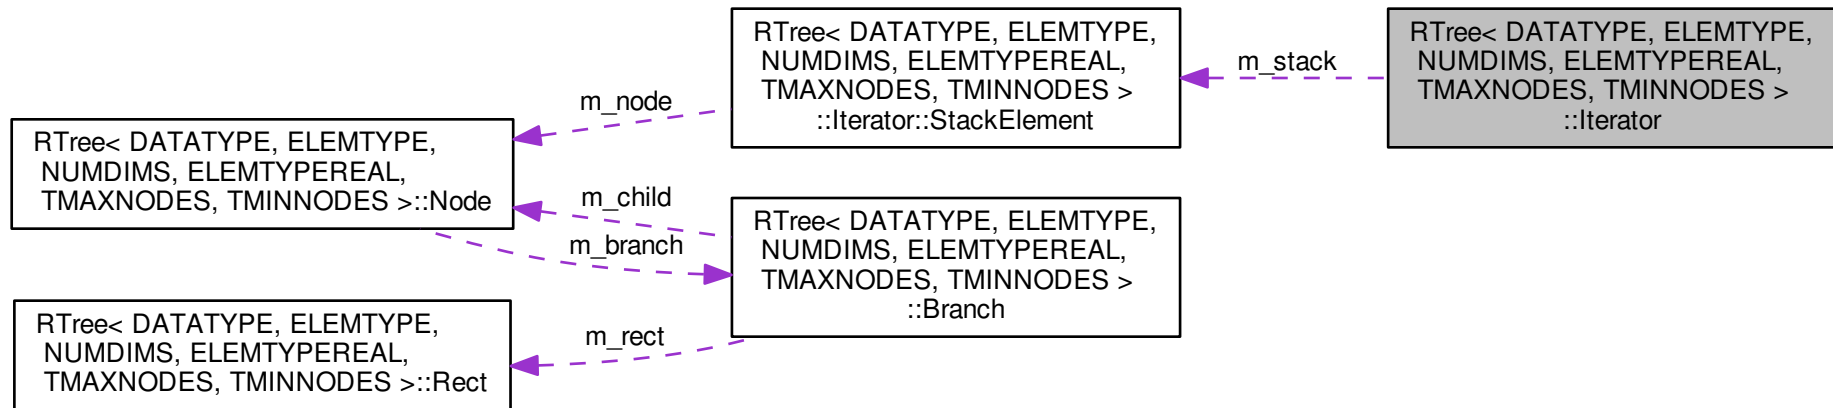 RTree< DATATYPE, ELEMTYPE,
NUMDIMS, ELEMTYPEREAL,
TMAXNODES, TMINNODES >::Node
RTree< DATATYPE, ELEMTYPE,
NUMDIMS, ELEMTYPEREAL,
TMAXNODES, TMINNODES >::Rect
m_node
m_child
m_branch
m_rect
RTree< DATATYPE, ELEMTYPE,
NUMDIMS, ELEMTYPEREAL,
TMAXNODES, TMINNODES >
::Iterator::StackElement
RTree< DATATYPE, ELEMTYPE,
NUMDIMS, ELEMTYPEREAL,
TMAXNODES, TMINNODES >
::Branch
m_stack
RTree< DATATYPE, ELEMTYPE,
NUMDIMS, ELEMTYPEREAL,
TMAXNODES, TMINNODES >
::Iterator